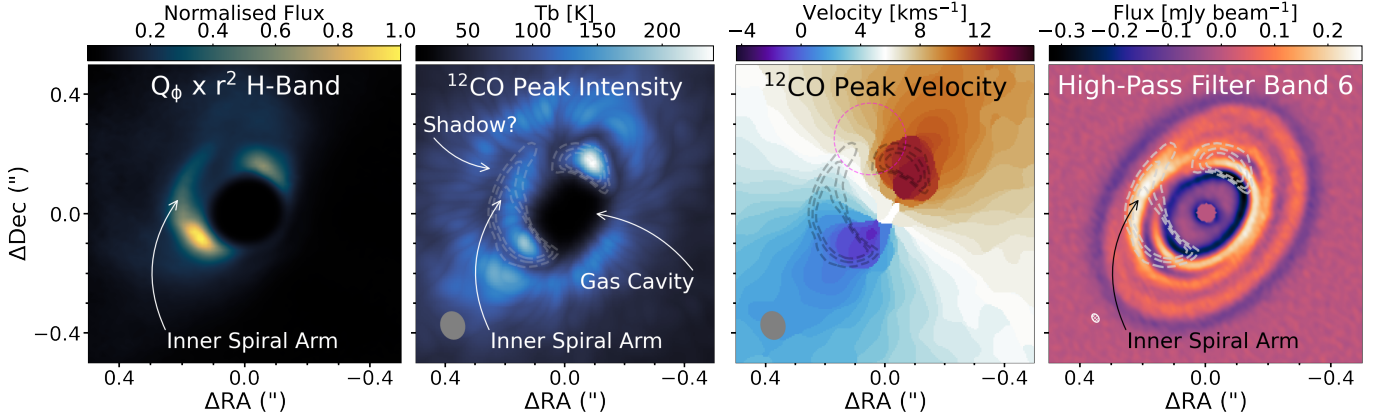 Normalised Flux
0.2 0.4 0.6 0.8 1.0
Q_ϕ x r² H-Band
Inner Spiral Arm
ΔDec (")
0.4
0.2
0.0
−0.2
−0.4
0.4 0.0 −0.4
ΔRA (")
Tb [K]
50 100 150 200
¹²CO Peak Intensity
Shadow?
Gas Cavity
Inner Spiral Arm
0.4 0.0 −0.4
ΔRA (")
Velocity [kms⁻¹]
−4 0 4 8 12
¹²CO Peak Velocity
0.4 0.0 −0.4
ΔRA (")
Flux [mJy beam⁻¹]
−0.3 −0.2 −0.1 0.0 0.1 0.2
High-Pass Filter Band 6
Inner Spiral Arm
0.4 0.0 −0.4
ΔRA (")